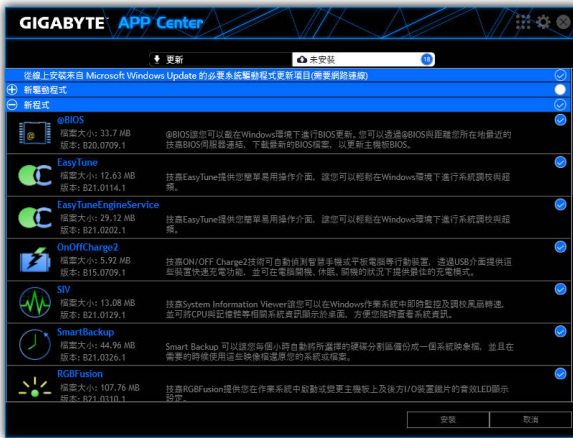 GIGABYTE™ APP Center
更新
未安裝 18
從線上安裝來自 Microsoft Windows Update 的必要系統驅動程式更新項目(需要網路連線)
新驅動程式
新程式
@BIOS
檔案大小: 33.7 MB
版本: B20.0709.1
@BIOS讓您可以能在Windows環境下進行BIOS更新。您可以透過@BIOS與距離您所在地最近的
技嘉BIOS伺服器連結，下載最新的BIOS檔案，以更新主機板BIOS。
EasyTune
檔案大小: 12.63 MB
版本: B21.0114.1
技嘉EasyTune提供您簡單易用操作介面，讓您可以輕鬆在Windows環境下進行系統調校與超
頻。
EasyTuneEngineService
檔案大小: 29.12 MB
版本: B21.0202.1
技嘉EasyTune提供您簡單易用操作介面，讓您可以輕鬆在Windows環境下進行系統調校與超
頻。
OnOffCharge2
檔案大小: 5.92 MB
版本: B15.0709.1
技嘉ON/OFF Charge2技術可自動偵測智慧手機或平板電腦等行動裝置，透過USB介面提供這
些裝置快速充電功能，並可在電腦開機、休眠、關機的狀況下提供最佳的充電模式。
SIV
檔案大小: 13.08 MB
版本: B21.0129.1
技嘉System Information Viewer讓您可以在Windows作業系統中即時監控及調校風扇轉速，
並可將CPU與記憶體等相關系統資訊顯示於桌面，方便您隨時查看系統資訊。
SmartBackup
檔案大小: 44.96 MB
版本: B21.0326.1
Smart Backup 可以讓您每個小時自動將所選擇的硬碟分割區備份成一個系統映象檔，並且在
需要的時候使用這些映像檔還原您的系統或檔案。
RGBFusion
檔案大小: 107.76 MB
版本: B21.0310.1
技嘉RGBFusion提供您在作業系統中啟動或變更主機板上及後方I/O裝置鐵片的音效LED顯示
設定。
安裝
取消